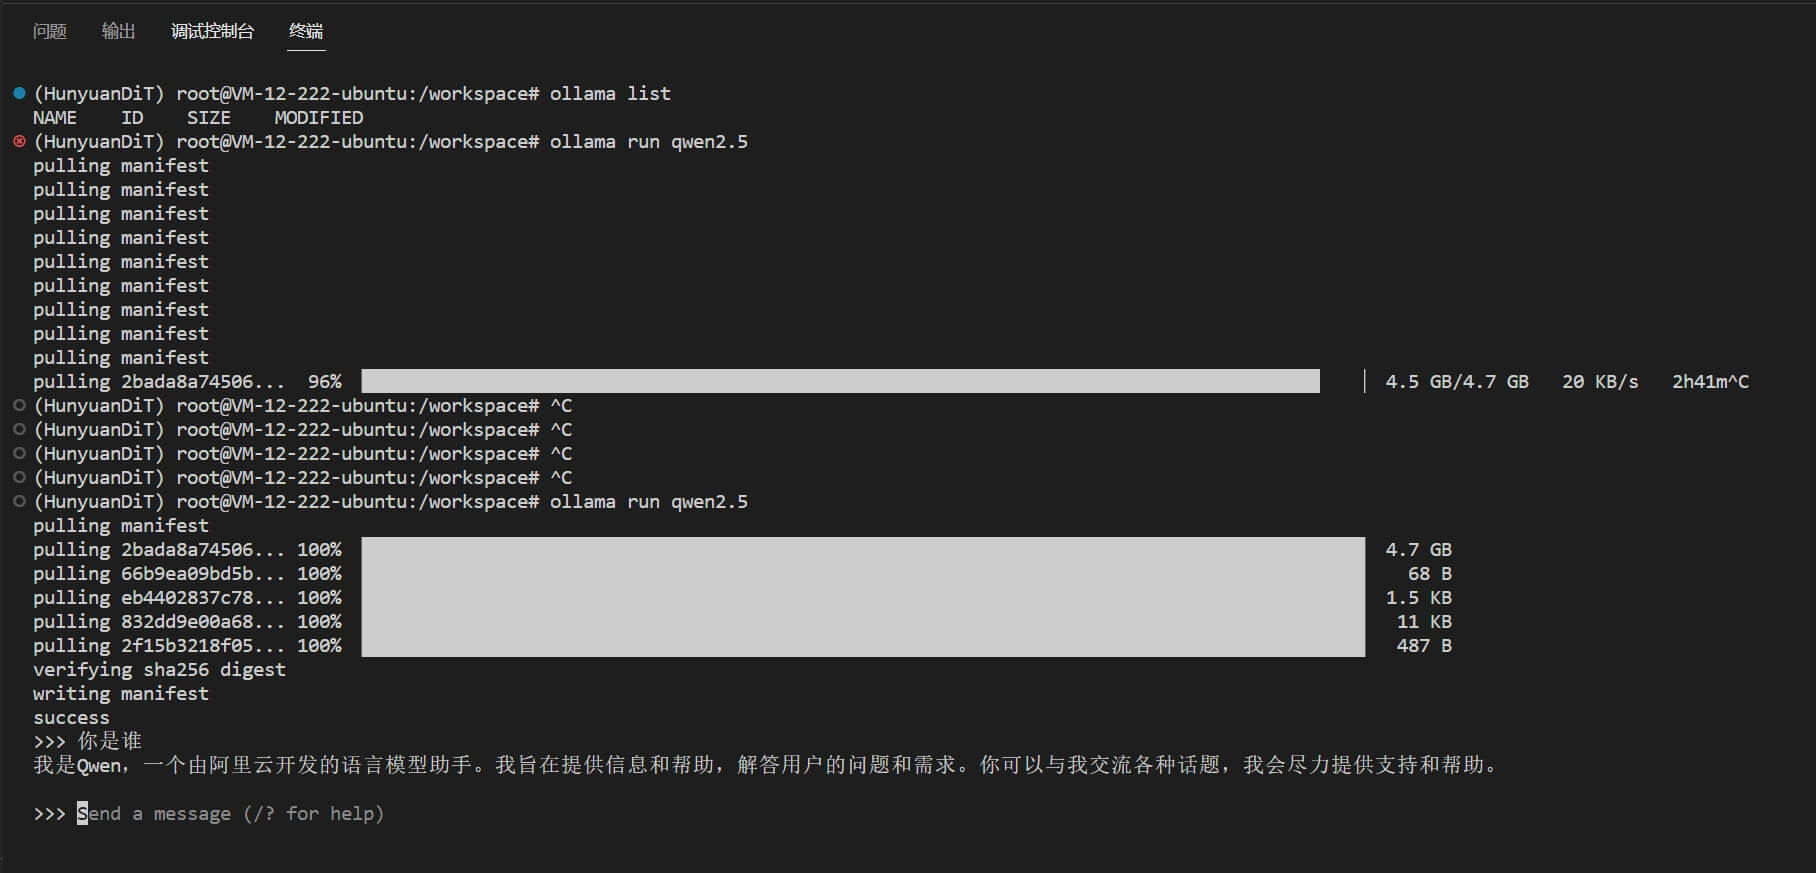 问题 输出 调试控制台 终端
(HunyuanDiT) root@VM-12-222-ubuntu:/workspace# ollama list
NAME    ID    SIZE    MODIFIED
(HunyuanDiT) root@VM-12-222-ubuntu:/workspace# ollama run qwen2.5
pulling manifest
pulling manifest
pulling manifest
pulling manifest
pulling manifest
pulling manifest
pulling manifest
pulling manifest
pulling manifest
pulling 2bada8a74506...  96% 4.5 GB/4.7 GB   20 KB/s   2h41m^C
(HunyuanDiT) root@VM-12-222-ubuntu:/workspace# ^C
(HunyuanDiT) root@VM-12-222-ubuntu:/workspace# ^C
(HunyuanDiT) root@VM-12-222-ubuntu:/workspace# ^C
(HunyuanDiT) root@VM-12-222-ubuntu:/workspace# ^C
(HunyuanDiT) root@VM-12-222-ubuntu:/workspace# ollama run qwen2.5
pulling manifest
pulling 2bada8a74506... 100% 4.7 GB
pulling 66b9ea09bd5b... 100% 68 B
pulling eb4402837c78... 100% 1.5 KB
pulling 832dd9e00a68... 100% 11 KB
pulling 2f15b3218f05... 100% 487 B
verifying sha256 digest
writing manifest
success
>>> 你是谁
我是Qwen，一个由阿里云开发的语言模型助手。我旨在提供信息和帮助，解答用户的问题和需求。你可以与我交流各种话题，我会尽力提供支持和帮助。
>>> Send a message (/? for help)